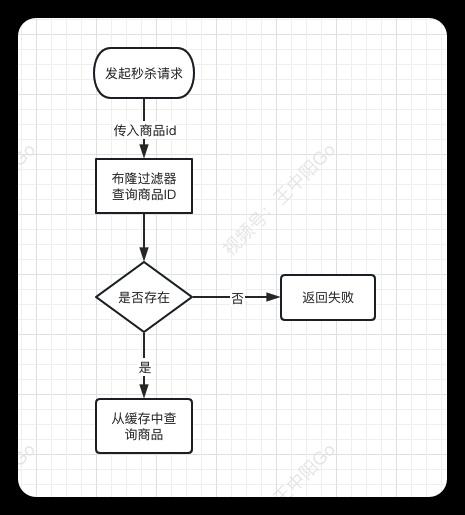 发起秒杀请求
传入商品id
布隆过滤器
查询商品ID
视频号：王中阳Go
是否存在
否
返回失败
是
从缓存中查
询商品
Go
王中阳Go